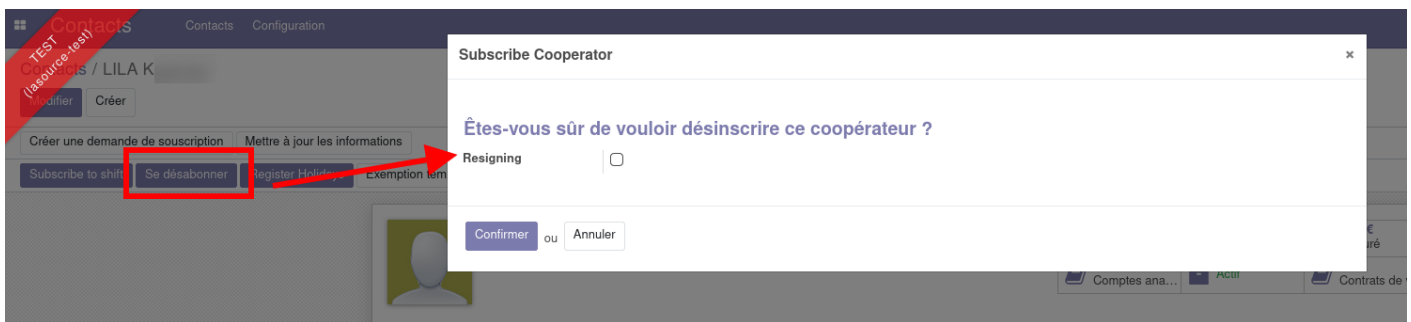 Contacts Contacts Configuration
TEST
(lasource-test)
Contacts / LILA K
Modifier Créer
Créer une demande de souscription Mettre à jour les informations
Subscribe to shift Se désabonner Register Holidays Exemption tem
Subscribe Cooperator ×
Êtes-vous sûr de vouloir désinscrire ce coopérateur ?
Resigning
Confirmer ou Annuler
€
uré
Comptes ana... Actif Contrats de